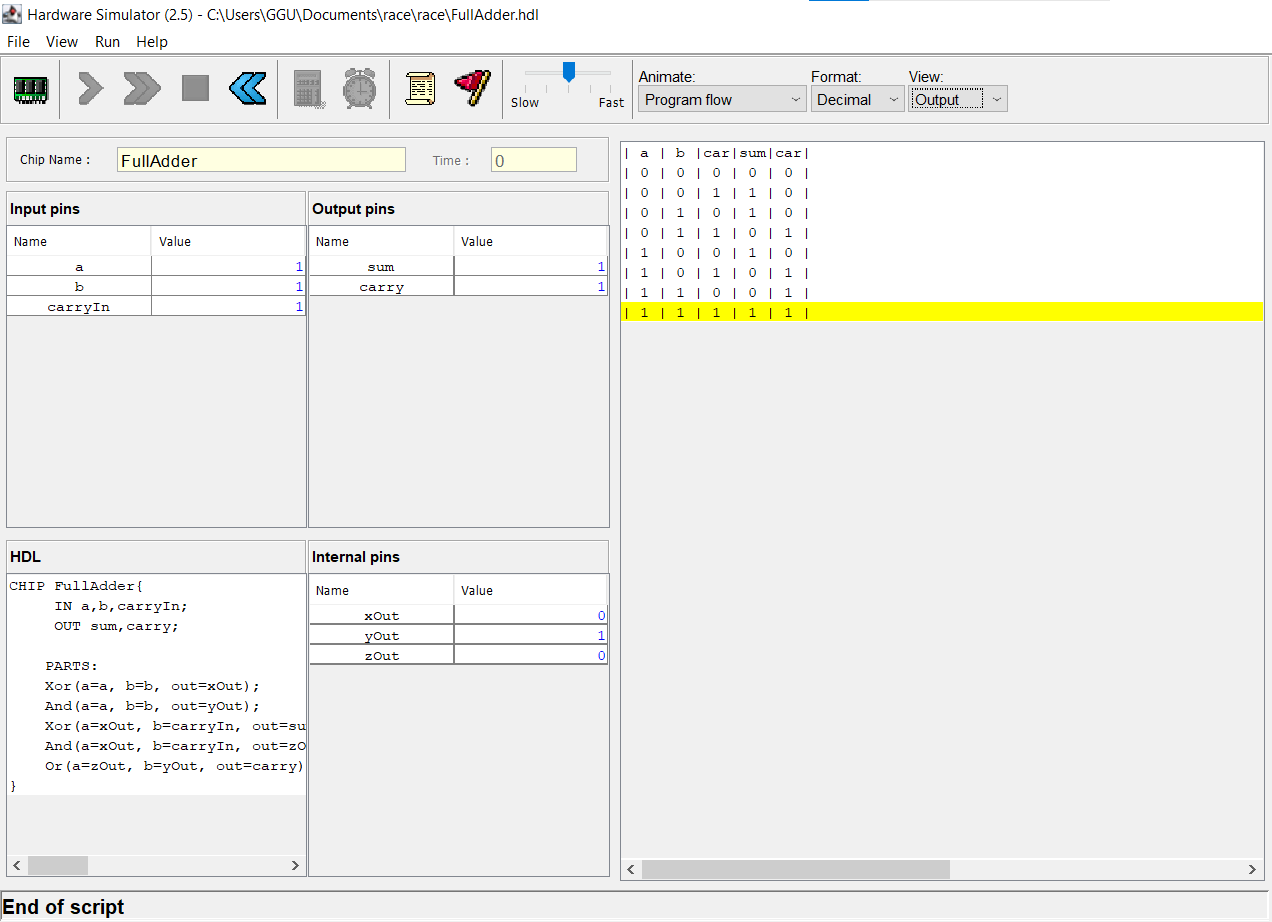 Hardware Simulator (2.5) - C:\Users\GGU\Documents\race\race\FullAdder.hdl
File View Run Help
Slow Fast
Animate: Format: View:
Program flow Decimal Output
Chip Name : FullAdder Time : 0
Input pins
Name Value
a 1
b 1
carryIn 1
Output pins
Name Value
sum 1
carry 1
HDL
CHIP FullAdder{
IN a,b,carryIn;
OUT sum,carry;
PARTS:
Xor(a=a, b=b, out=xOut);
And(a=a, b=b, out=yOut);
Xor(a=xOut, b=carryIn, out=su
And(a=xOut, b=carryIn, out=zO
Or(a=zOut, b=yOut, out=carry)
}
Internal pins
Name Value
xOut 0
yOut 1
zOut 0
| a | b |car|sum|car|
| 0 | 0 | 0 | 0 | 0 |
| 0 | 0 | 1 | 1 | 0 |
| 0 | 1 | 0 | 1 | 0 |
| 0 | 1 | 1 | 0 | 1 |
| 1 | 0 | 0 | 1 | 0 |
| 1 | 0 | 1 | 0 | 1 |
| 1 | 1 | 0 | 0 | 1 |
| 1 | 1 | 1 | 1 | 1 |
End of script